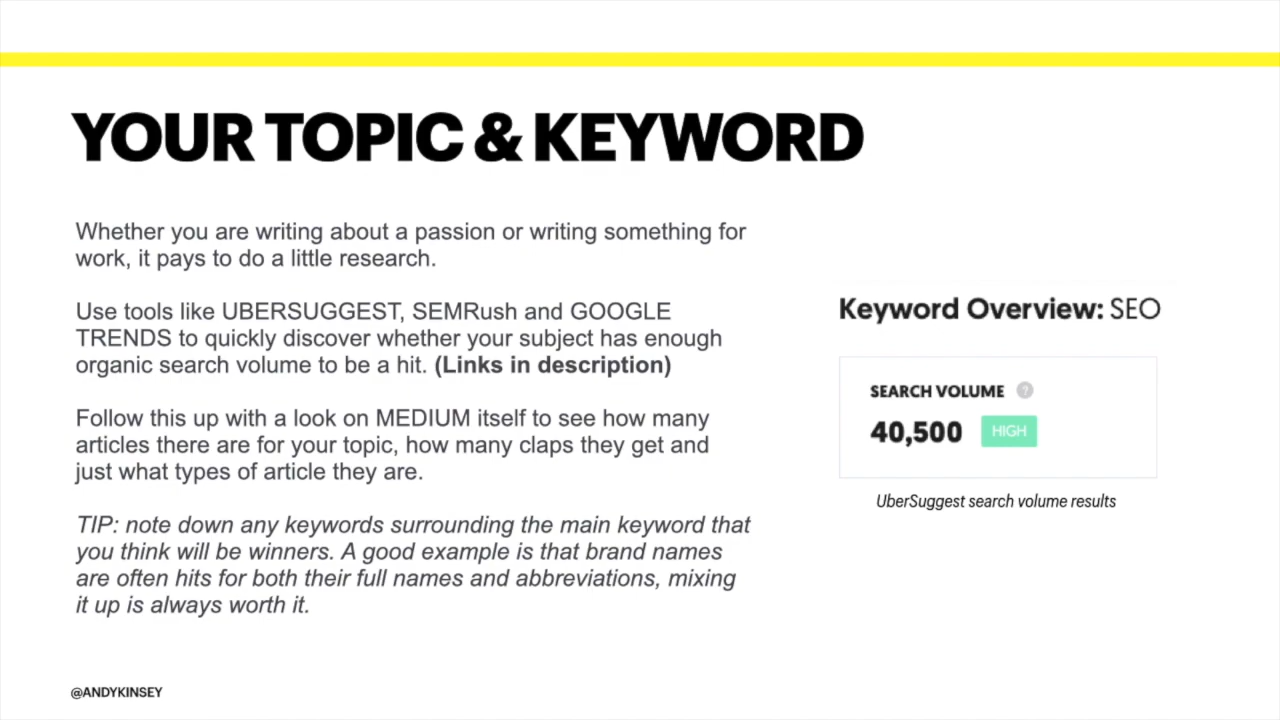 YOUR TOPIC & KEYWORD
Whether you are writing about a passion or writing something for
work, it pays to do a little research.
Use tools like UBERSUGGEST, SEMRush and GOOGLE
TRENDS to quickly discover whether your subject has enough
organic search volume to be a hit. (Links in description)
Follow this up with a look on MEDIUM itself to see how many
articles there are for your topic, how many claps they get and
just what types of article they are.
TIP: note down any keywords surrounding the main keyword that
you think will be winners. A good example is that brand names
are often hits for both their full names and abbreviations, mixing
it up is always worth it.
Keyword Overview: SEO
SEARCH VOLUME ?
40,500 HIGH
UberSuggest search volume results
@ANDYKINSEY